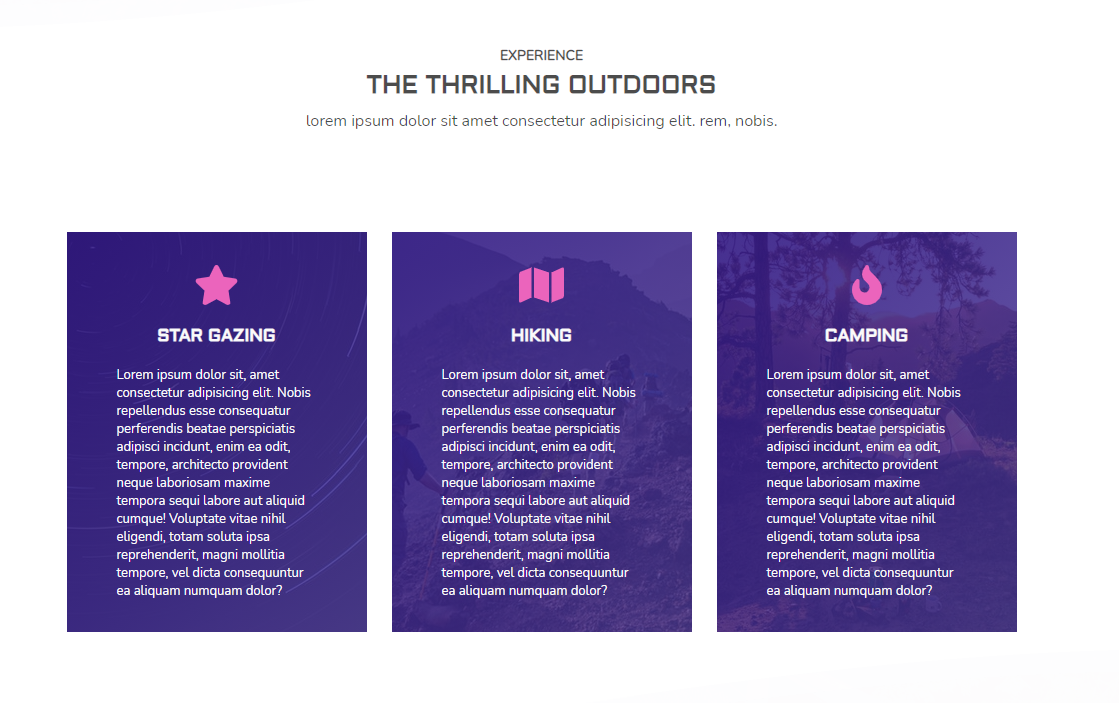 EXPERIENCE
THE THRILLING OUTDOORS
lorem ipsum dolor sit amet consectetur adipisicing elit. rem, nobis.
STAR GAZING
Lorem ipsum dolor sit, amet
consectetur adipisicing elit. Nobis
repellendus esse consequatur
perferendis beatae perspiciatis
adipisci incidunt, enim ea odit,
tempore, architecto provident
neque laboriosam maxime
tempora sequi labore aut aliquid
cumque! Voluptate vitae nihil
eligendi, totam soluta ipsa
reprehenderit, magni mollitia
tempore, vel dicta consequuntur
ea aliquam numquam dolor?
HIKING
Lorem ipsum dolor sit, amet
consectetur adipisicing elit. Nobis
repellendus esse consequatur
perferendis beatae perspiciatis
adipisci incidunt, enim ea odit,
tempore, architecto provident
neque laboriosam maxime
tempora sequi labore aut aliquid
cumque! Voluptate vitae nihil
eligendi, totam soluta ipsa
reprehenderit, magni mollitia
tempore, vel dicta consequuntur
ea aliquam numquam dolor?
CAMPING
Lorem ipsum dolor sit, amet
consectetur adipisicing elit. Nobis
repellendus esse consequatur
perferendis beatae perspiciatis
adipisci incidunt, enim ea odit,
tempore, architecto provident
neque laboriosam maxime
tempora sequi labore aut aliquid
cumque! Voluptate vitae nihil
eligendi, totam soluta ipsa
reprehenderit, magni mollitia
tempore, vel dicta consequuntur
ea aliquam numquam dolor?